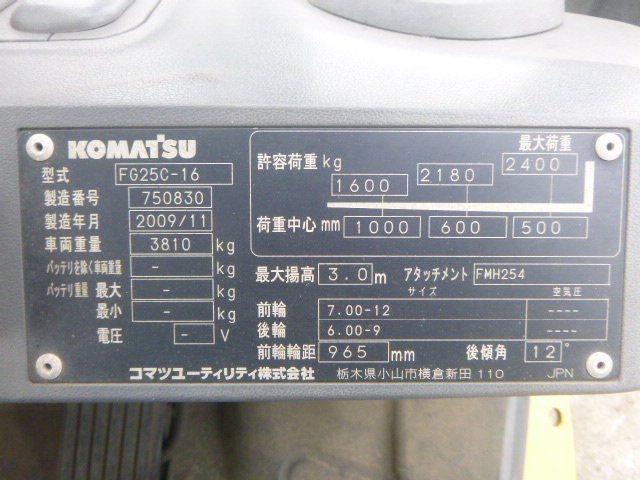 KOMATSU
型式 FG25C-16
製造番号 750830
製造年月 2009/11
車両重量 3810 kg
バッテリを除く車両重量 - kg
バッテリ重量 最大 - kg
最小 - kg
電圧 - V
最大荷重
許容荷重 kg 1600 2180 2400
荷重中心 mm 1000 600 500
最大揚高 3.0 m アタッチメント FMH254
サイズ 空気圧
前輪 7.00-12 ----
後輪 6.00-9 ----
前輪輪距 965 mm 後傾角 12°
コマツユーティリティ株式会社 栃木県小山市横倉新田110 JPN